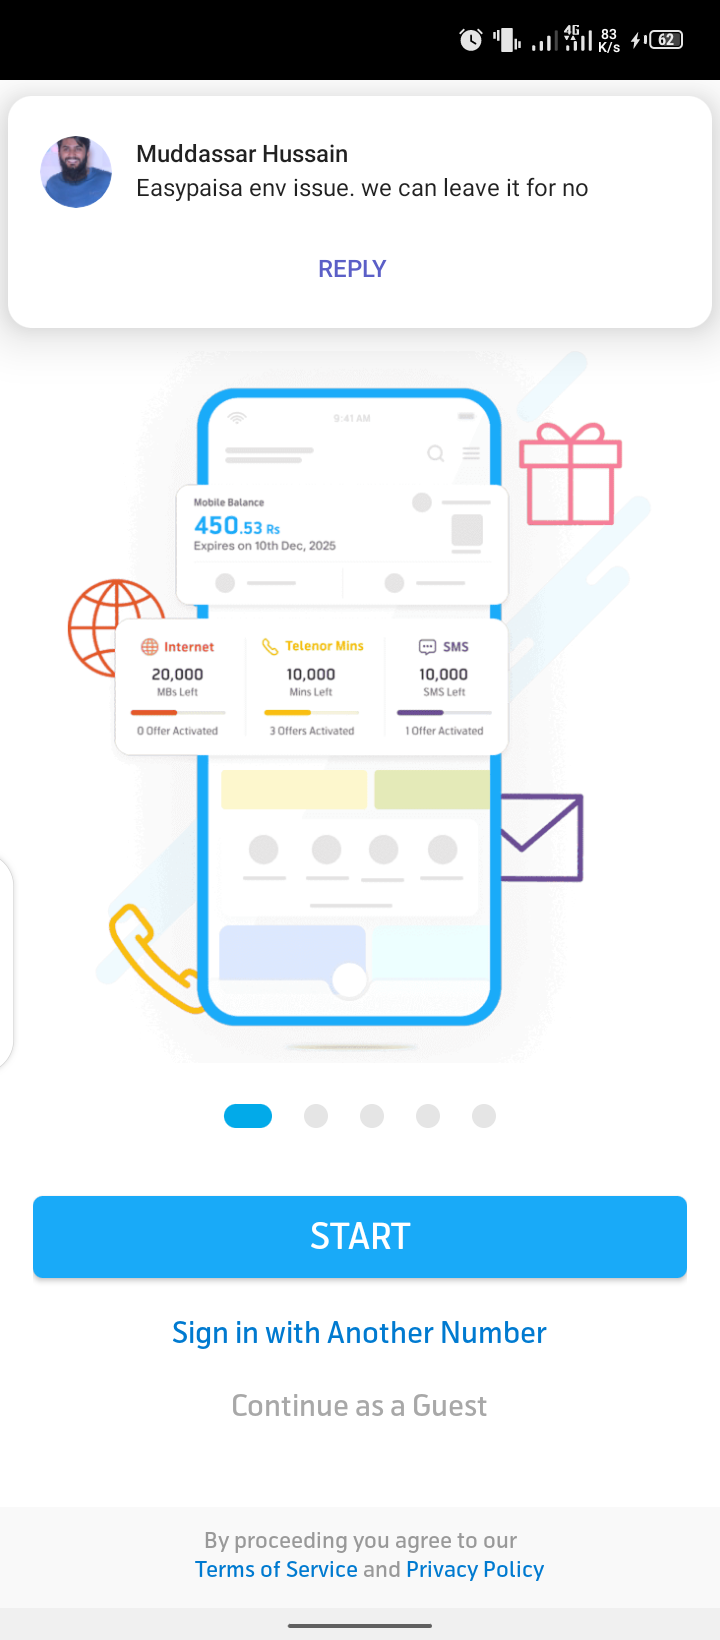 4G
83
K/s
62
Muddassar Hussain
Easypaisa env issue. we can leave it for no
REPLY
9:41 AM
Mobile Balance
450.53 Rs
Expires on 10th Dec, 2025
Internet
20,000
MBs Left
0 Offer Activated
Telenor Mins
10,000
Mins Left
3 Offers Activated
SMS
10,000
SMS Left
1 Offer Activated
START
Sign in with Another Number
Continue as a Guest
By proceeding you agree to our
Terms of Service and Privacy Policy